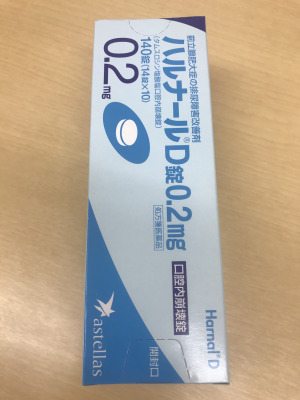 前立腺肥大症の排尿障害改善剤
ハルナール®D錠0.2mg
(タムスロシン塩酸塩口腔内崩壊錠)
140錠(14錠×10)
処方箋医薬品
0.2mg
口腔内崩壊錠
Harnal® D
astellas
開封口